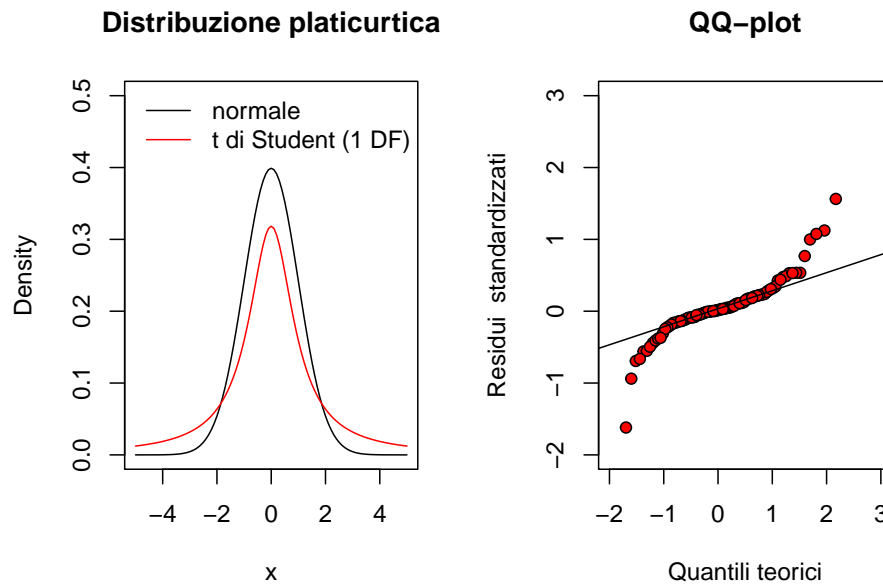 Distribuzione platicurtica
normale
t di Student (1 DF)
Density
0.0 0.1 0.2 0.3 0.4 0.5
−4 −2 0 2 4
x
QQ−plot
Residui standardizzati
−2 −1 0 1 2 3
−2 −1 0 1 2 3
Quantili teorici